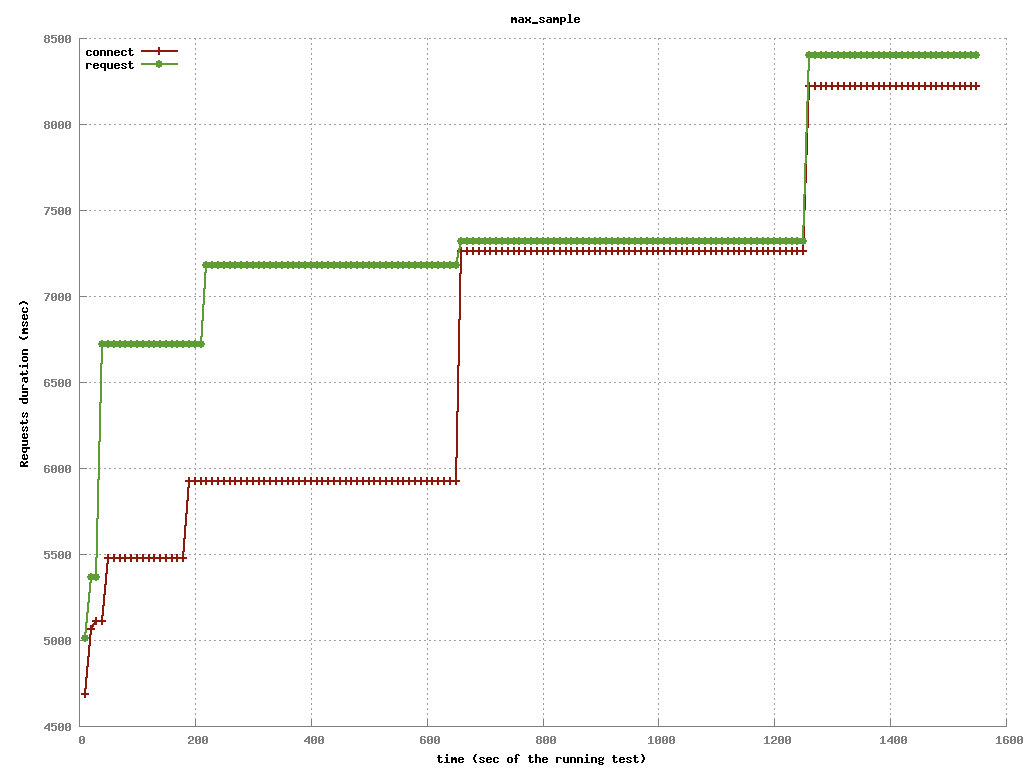 max_sample
8500
connect
request
8000
7500
7000
6500
6000
5500
5000
4500
Requests duration (msec)
0 200 400 600 800 1000 1200 1400 1600
time (sec of the running test)